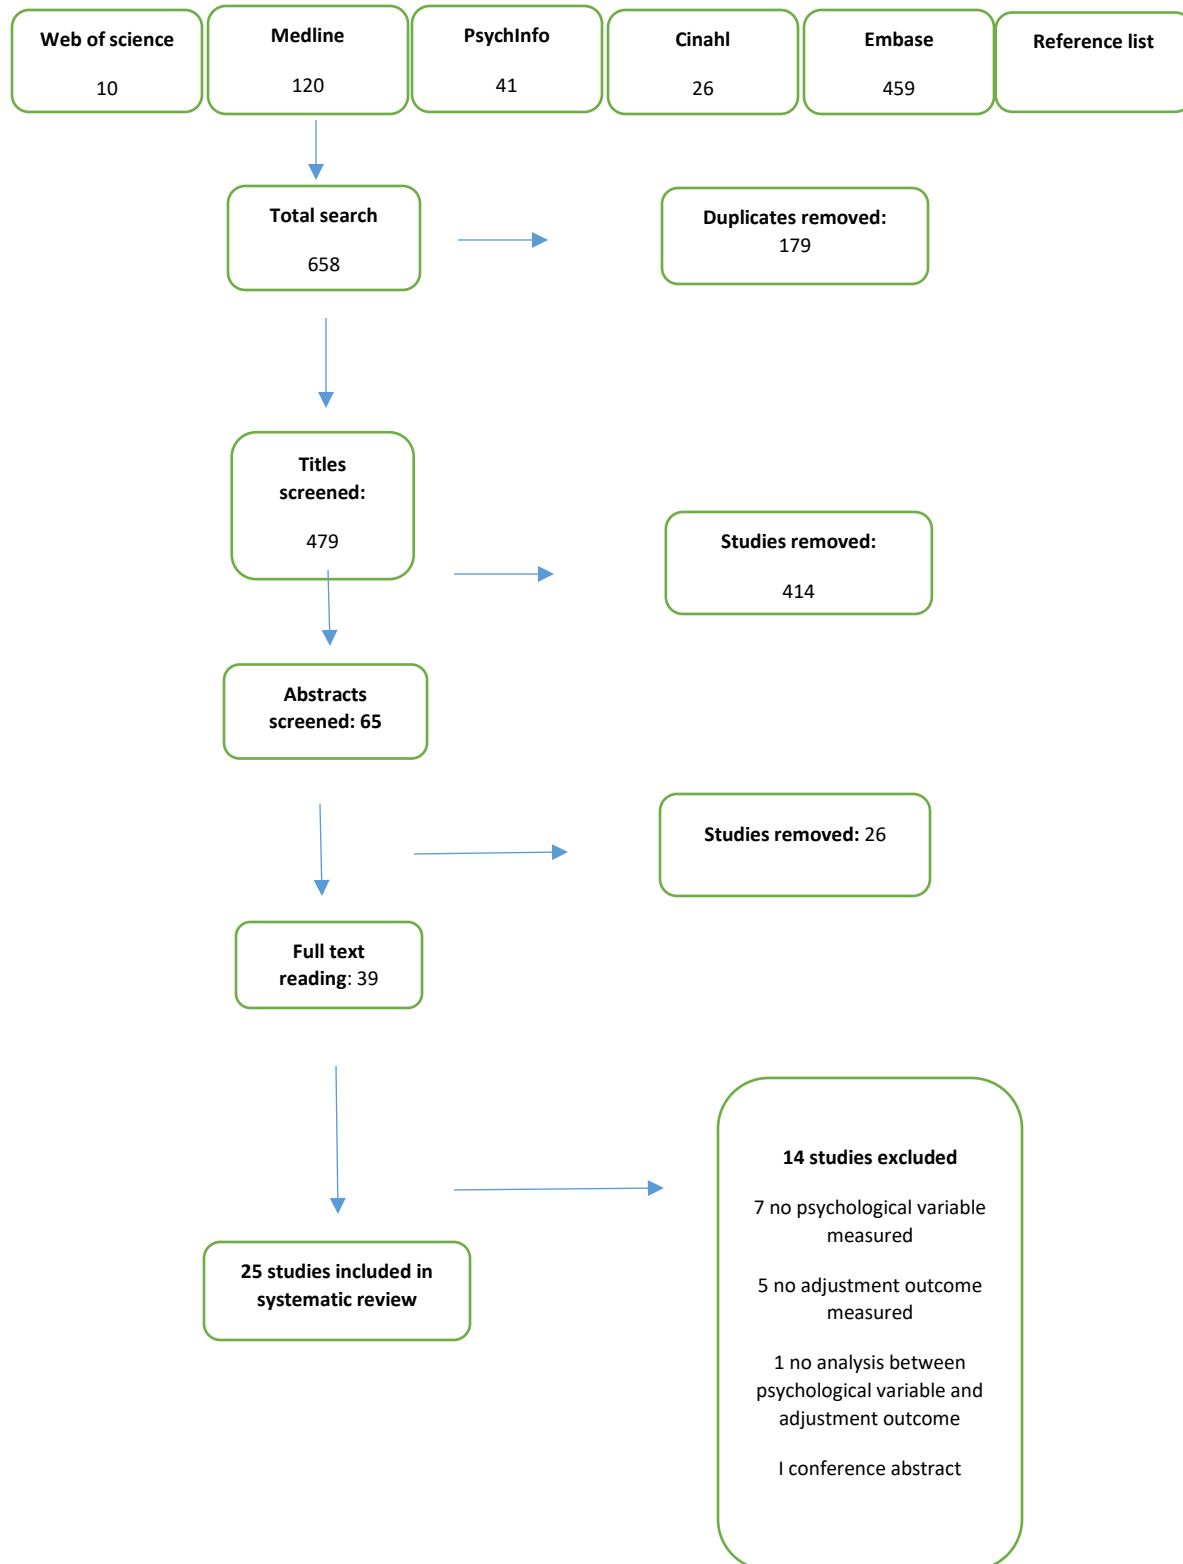 Web of science
10
Medline
120
PsychInfo
41
Cinahl
26
Embase
459
Reference list
Total search
658
Duplicates removed:
179
Titles
screened:
479
Studies removed:
414
Abstracts
screened: 65
Studies removed: 26
Full text
reading: 39
14 studies excluded
7 no psychological variable
measured
5 no adjustment outcome
measured
1 no analysis between
psychological variable and
adjustment outcome
I conference abstract
25 studies included in
systematic review